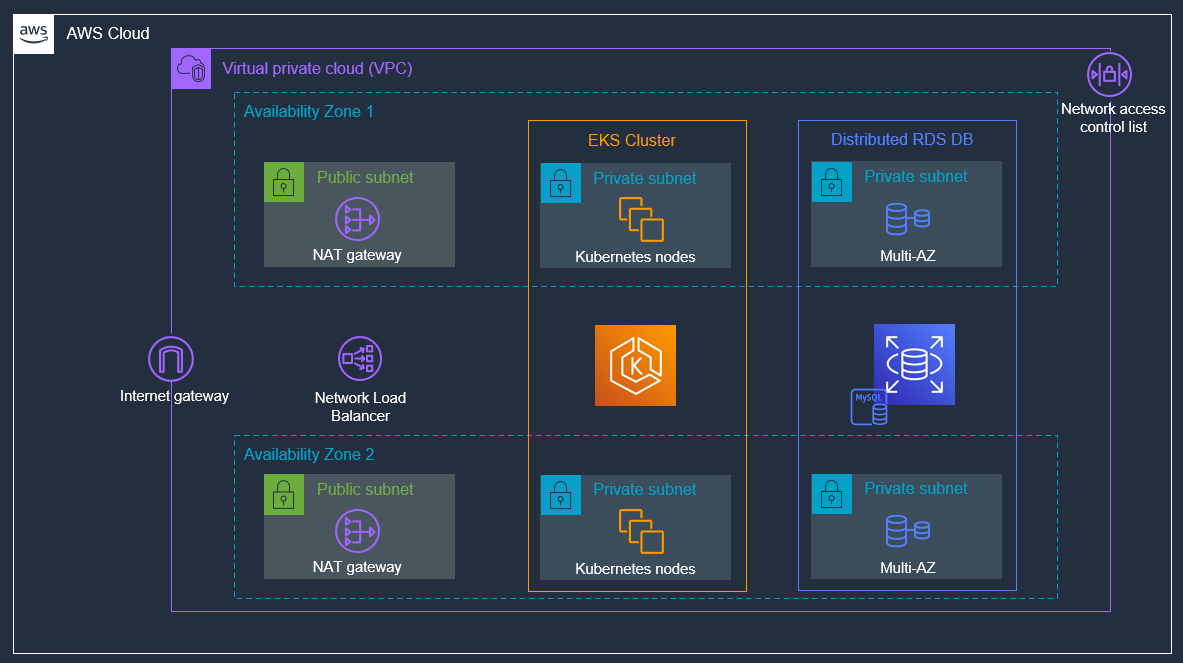 aws
AWS Cloud
Virtual private cloud (VPC)
Network access
control list
Availability Zone 1
EKS Cluster
Distributed RDS DB
Public subnet
NAT gateway
Private subnet
Kubernetes nodes
Private subnet
Multi-AZ
Internet gateway
Network Load
Balancer
K
MySQL
Availability Zone 2
Public subnet
NAT gateway
Private subnet
Kubernetes nodes
Private subnet
Multi-AZ